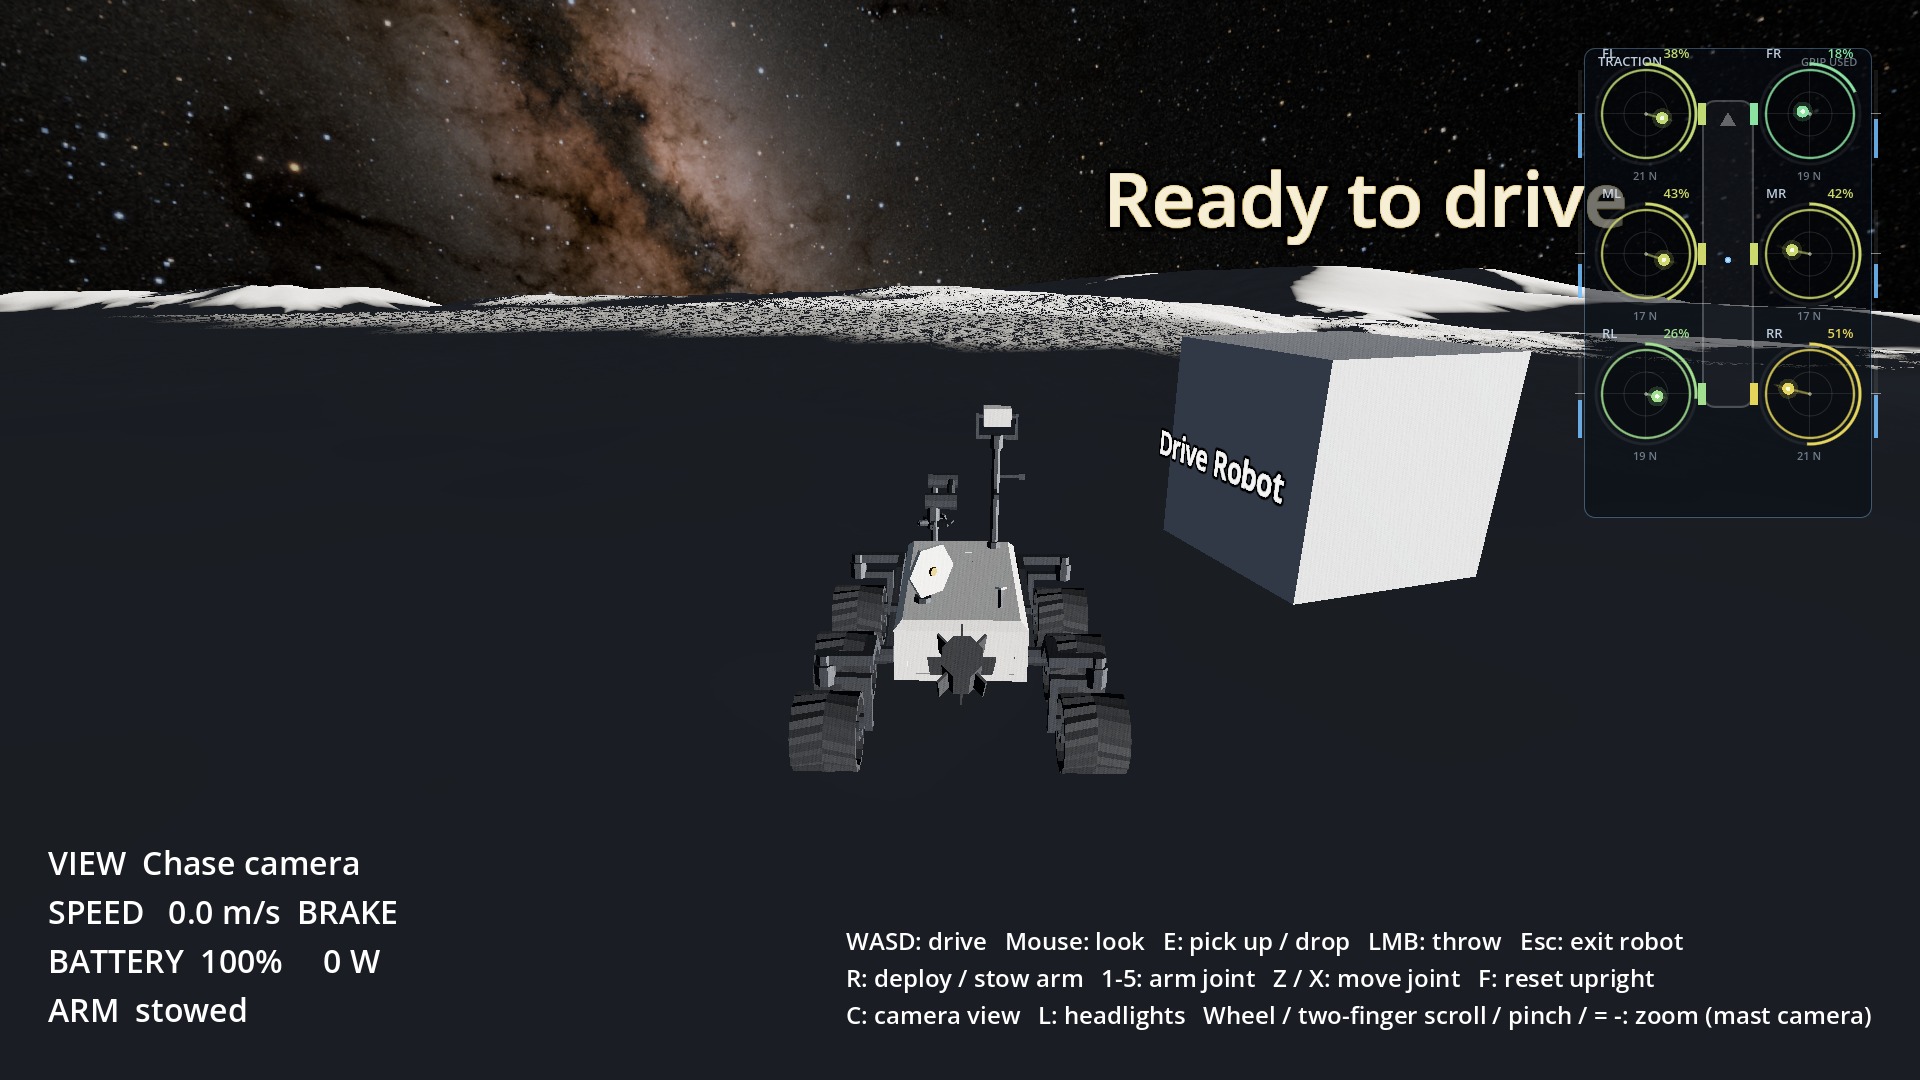 FL 38% FR 18%
TRACTION GRIP USED
21 N 19 N
Ready to drive
ML 43% MR 42%
17 N 17 N
RL 26% RR 51%
19 N 21 N
Drive Robot
VIEW Chase camera
SPEED 0.0 m/s BRAKE
BATTERY 100% 0 W
ARM stowed
WASD: drive Mouse: look E: pick up / drop LMB: throw Esc: exit robot
R: deploy / stow arm 1-5: arm joint Z / X: move joint F: reset upright
C: camera view L: headlights Wheel / two-finger scroll / pinch / = -: zoom (mast camera)